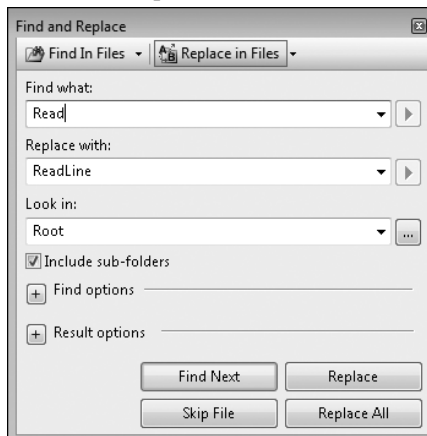 Find and Replace
Find In Files Replace in Files
Find what:
Read
Replace with:
ReadLine
Look in:
Root
...
Include sub-folders
Find options
Result options
Find Next Replace
Skip File Replace All